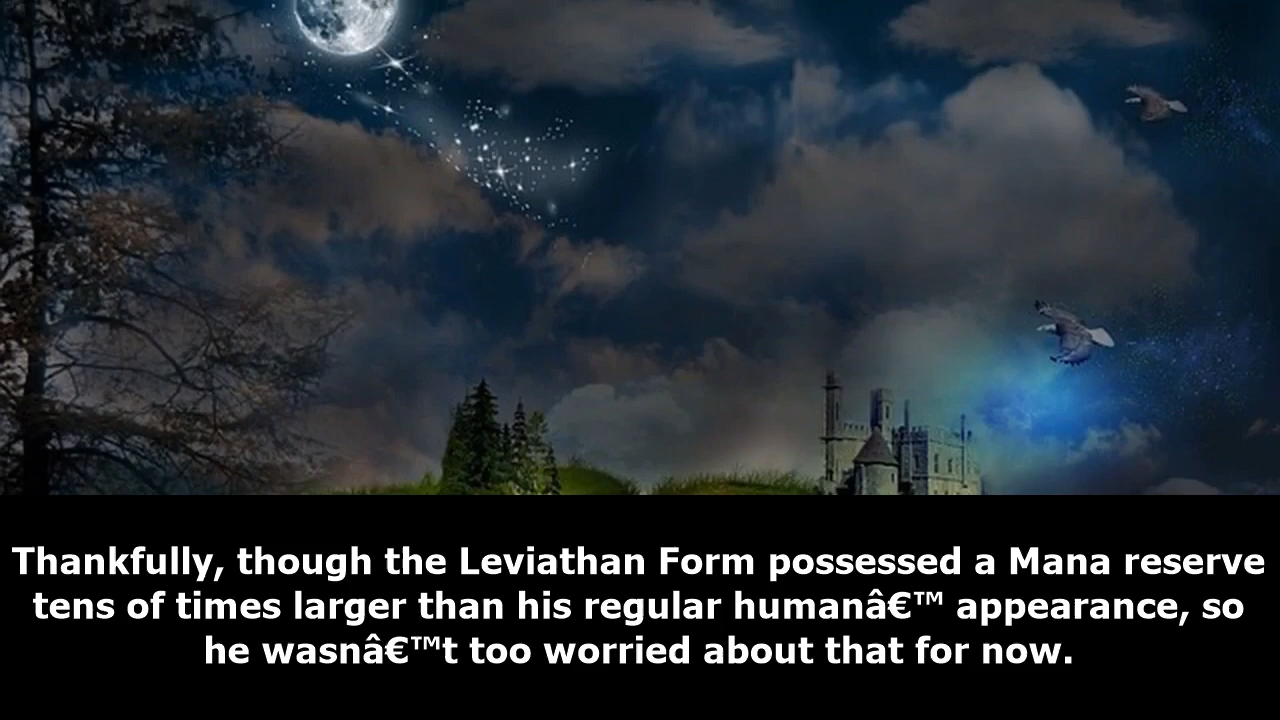 Thankfully, though the Leviathan Form possessed a Mana reserve
tens of times larger than his regular humanâ€™ appearance, so
he wasnâ€™t too worried about that for now.